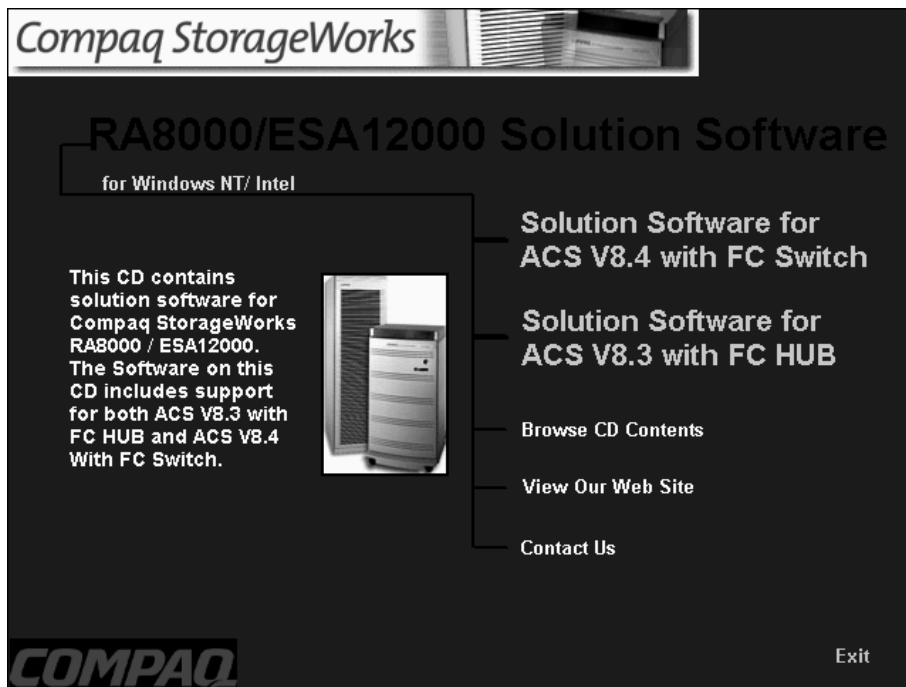 Compaq StorageWorks
RA8000/ESA12000 Solution Software
for Windows NT/ Intel
Solution Software for
ACS V8.4 with FC Switch
This CD contains
solution software for
Compaq StorageWorks
RA8000 / ESA12000.
The Software on this
CD includes support
for both ACS V8.3 with
FC HUB and ACS V8.4
With FC Switch.
Solution Software for
ACS V8.3 with FC HUB
Browse CD Contents
View Our Web Site
Contact Us
COMPAQ
Exit